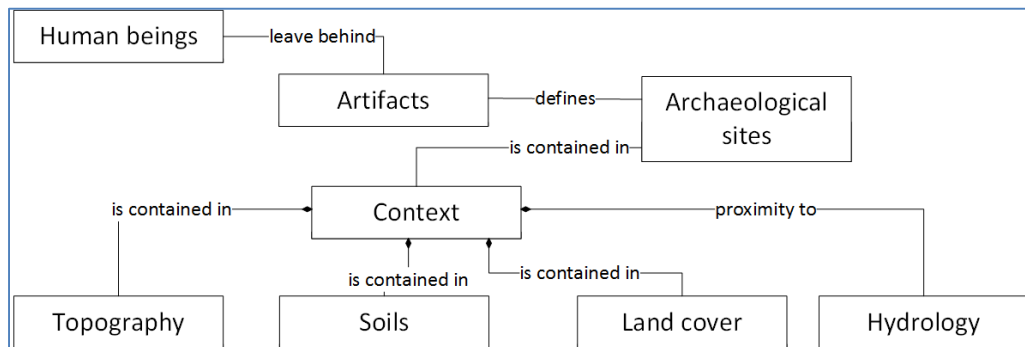 Human beings
leave behind
Artifacts
defines
Archaeological
sites
is contained in
is contained in
Context
proximity to
is contained in
is contained in
Topography
Soils
Land cover
Hydrology